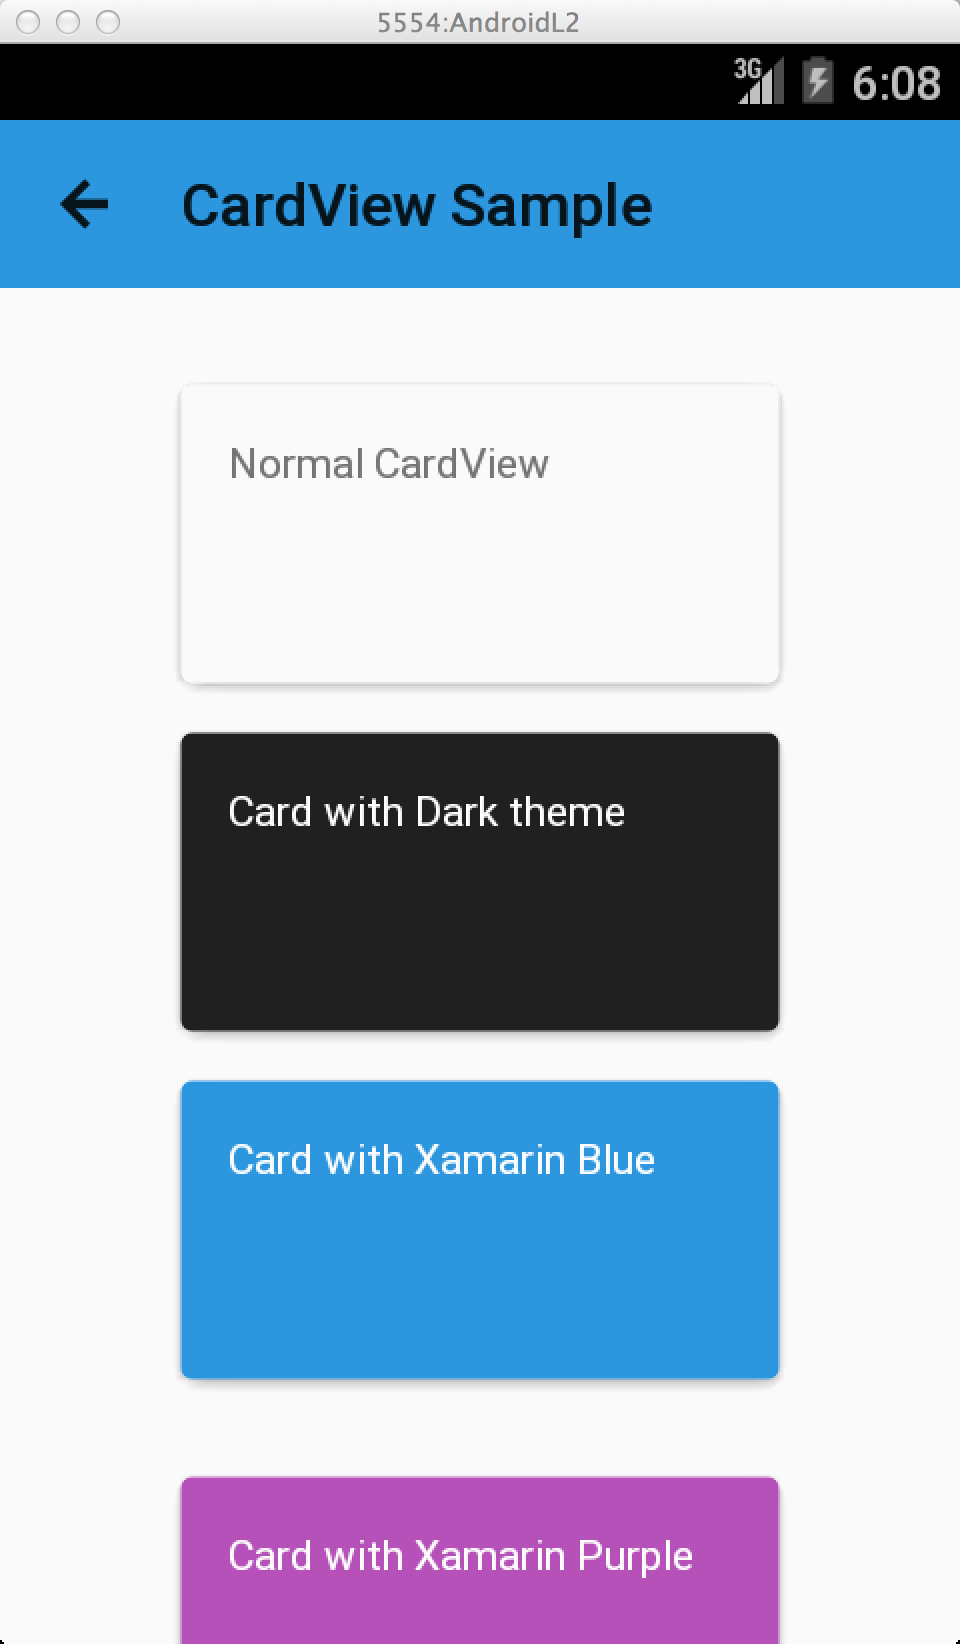 5554:AndroidL2
3G 6:08
CardView Sample
Normal CardView
Card with Dark theme
Card with Xamarin Blue
Card with Xamarin Purple